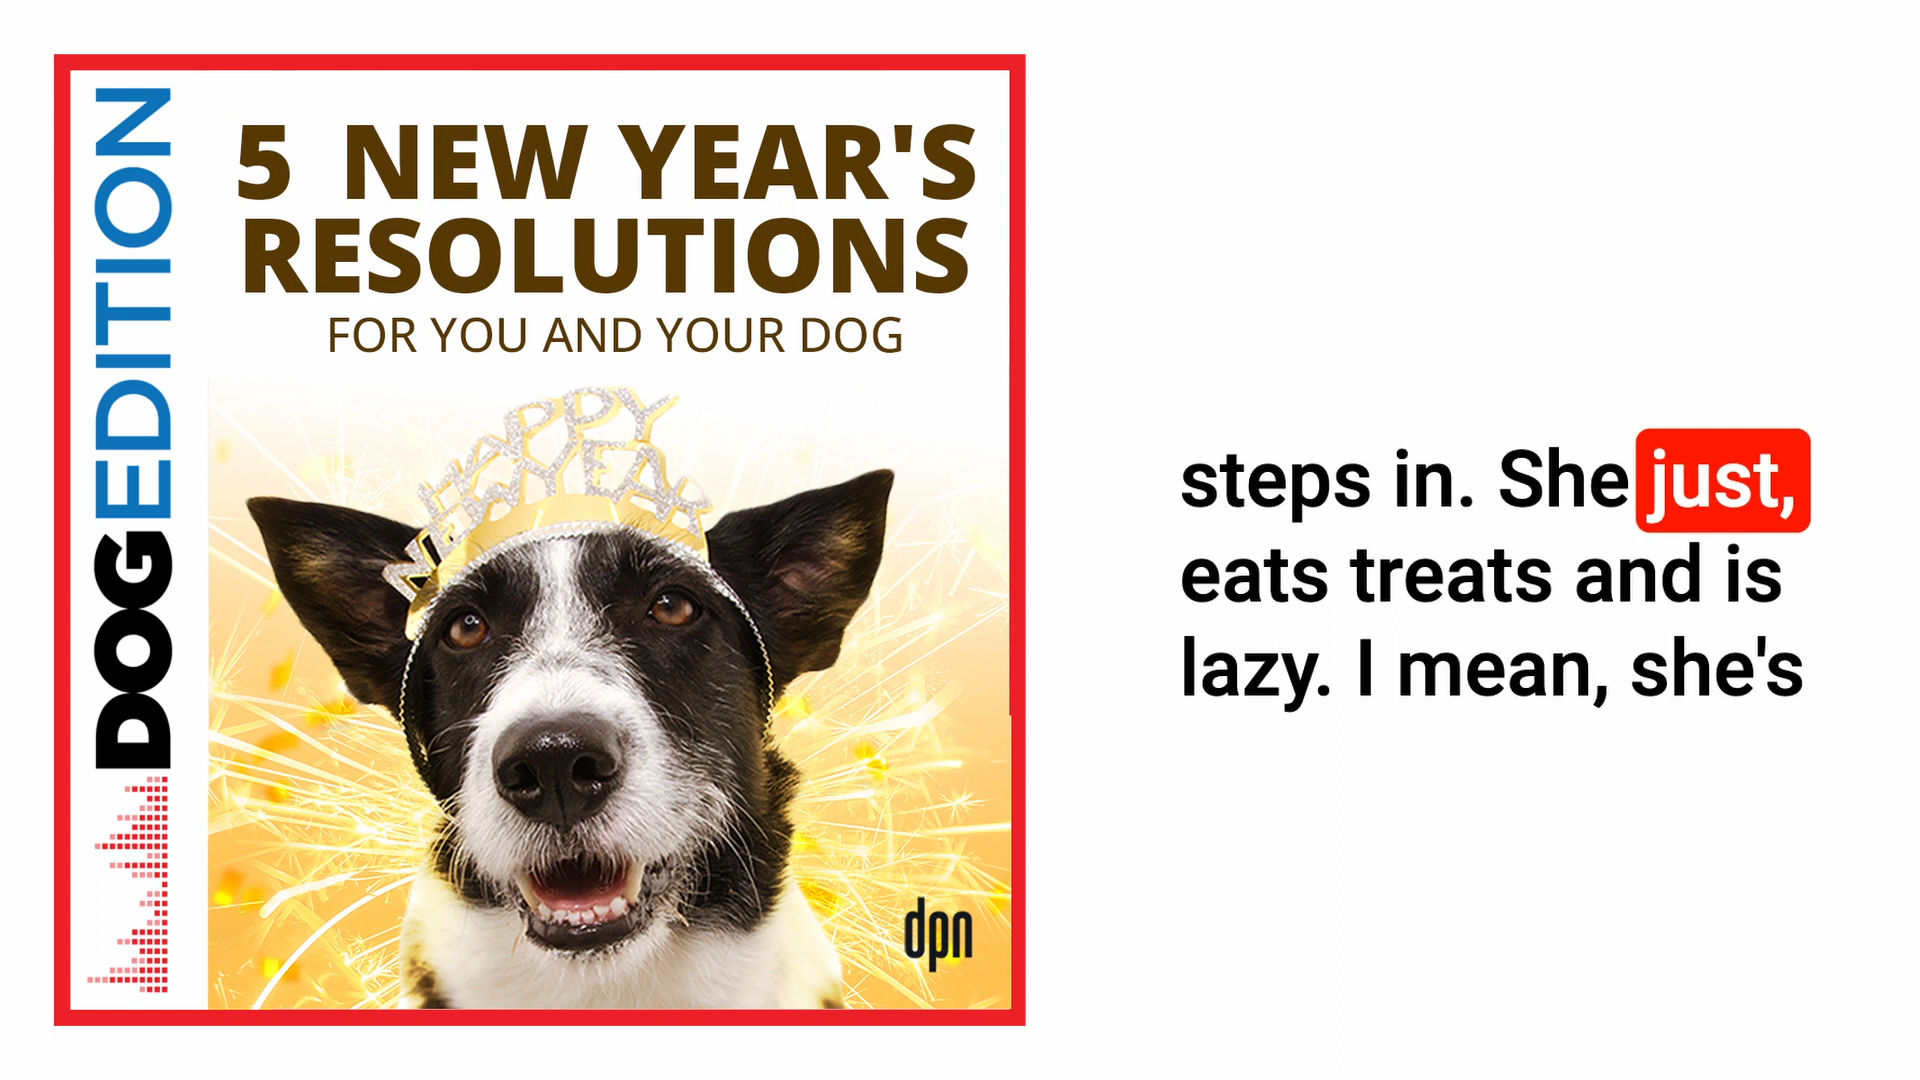 DOGEDITION
5 NEW YEAR'S
RESOLUTIONS
FOR YOU AND YOUR DOG
HAPPY
NEW YEAR
dpn
steps in. She just,
eats treats and is
lazy. I mean, she's